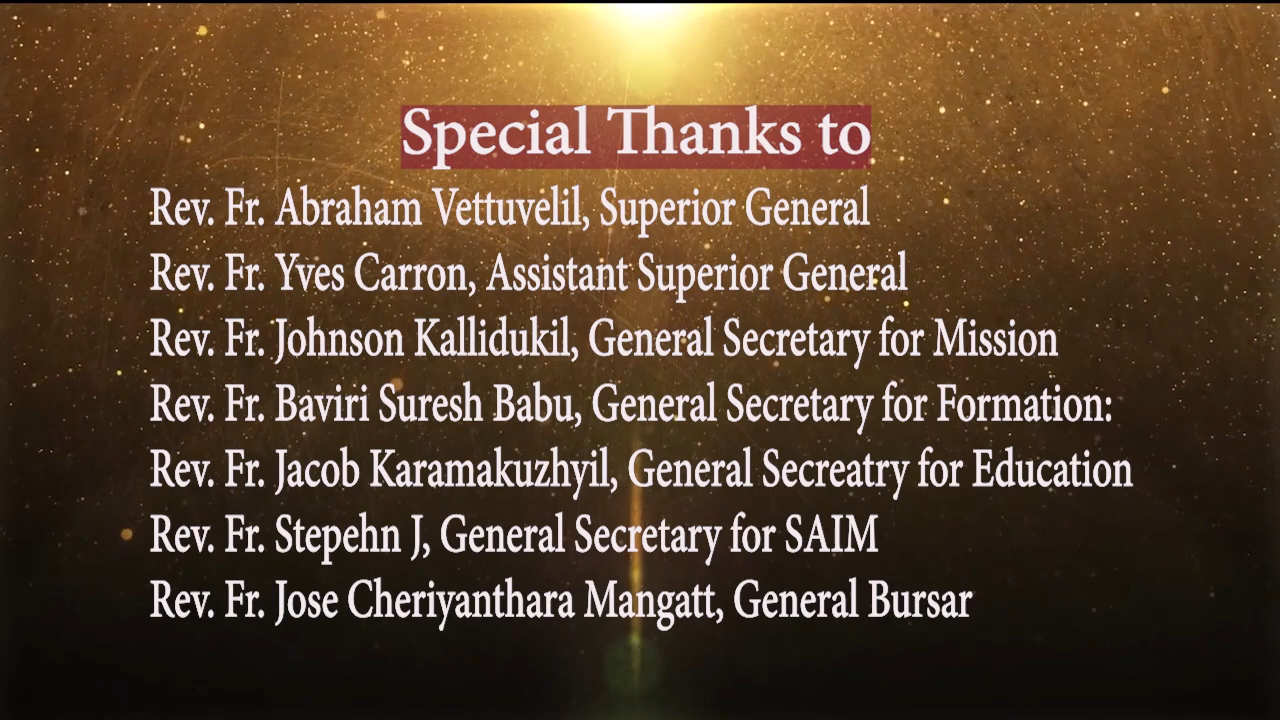 Special Thanks to
Rev. Fr. Abraham Vettuvelil, Superior General
Rev. Fr. Yves Carron, Assistant Superior General
Rev. Fr. Johnson Kallidukil, General Secretary for Mission
Rev. Fr. Baviri Suresh Babu, General Secretary for Formation:
Rev. Fr. Jacob Karamakuzhyil, General Secreatry for Education
Rev. Fr. Stepehn J, General Secretary for SAIM
Rev. Fr. Jose Cheriyanthara Mangatt, General Bursar